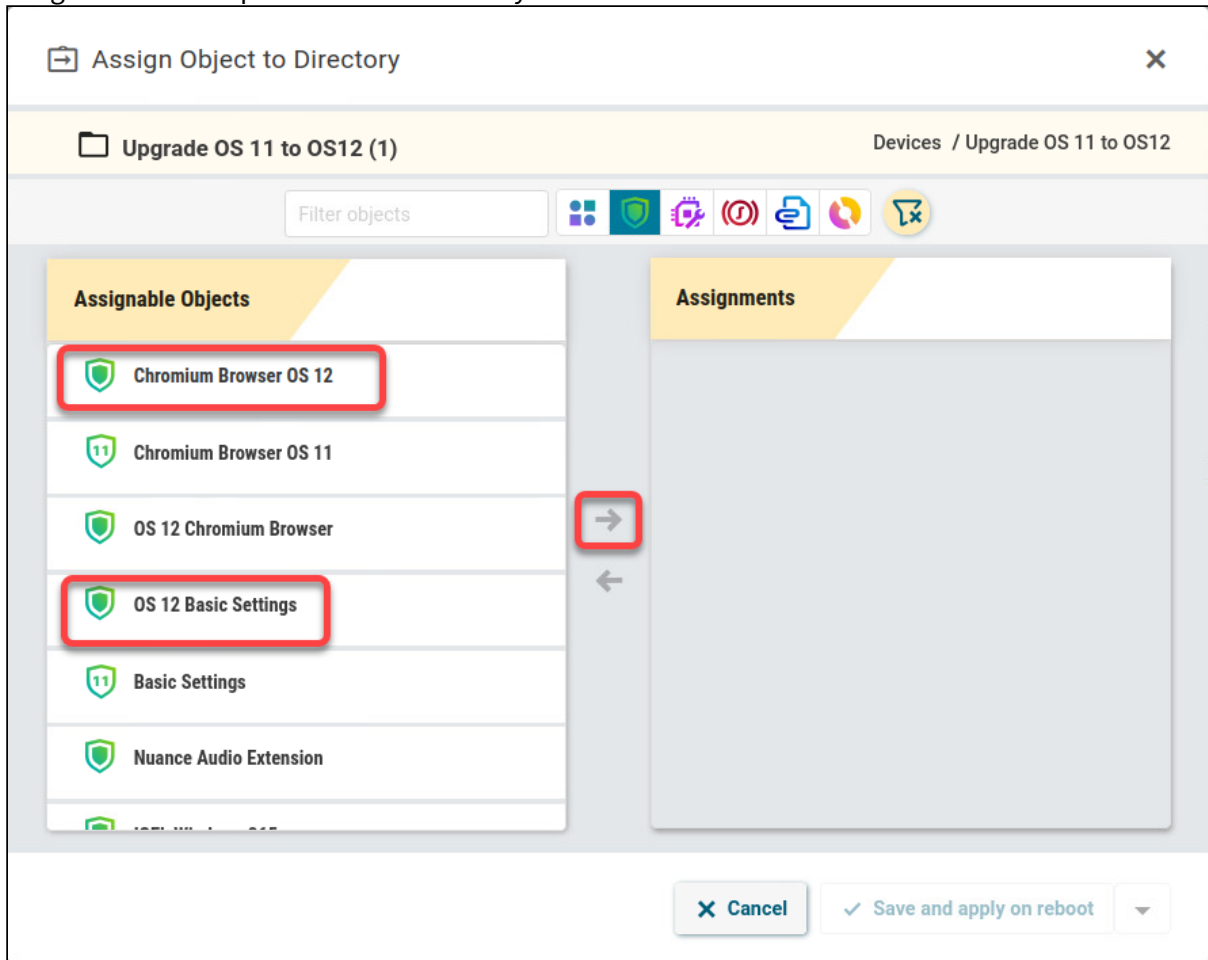 Assign Object to Directory
Upgrade OS 11 to OS12 (1)
Devices / Upgrade OS 11 to OS12
Filter objects
Assignable Objects
Assignments
Chromium Browser OS 12
11 Chromium Browser OS 11
OS 12 Chromium Browser
OS 12 Basic Settings
11 Basic Settings
Nuance Audio Extension
Cancel
Save and apply on reboot